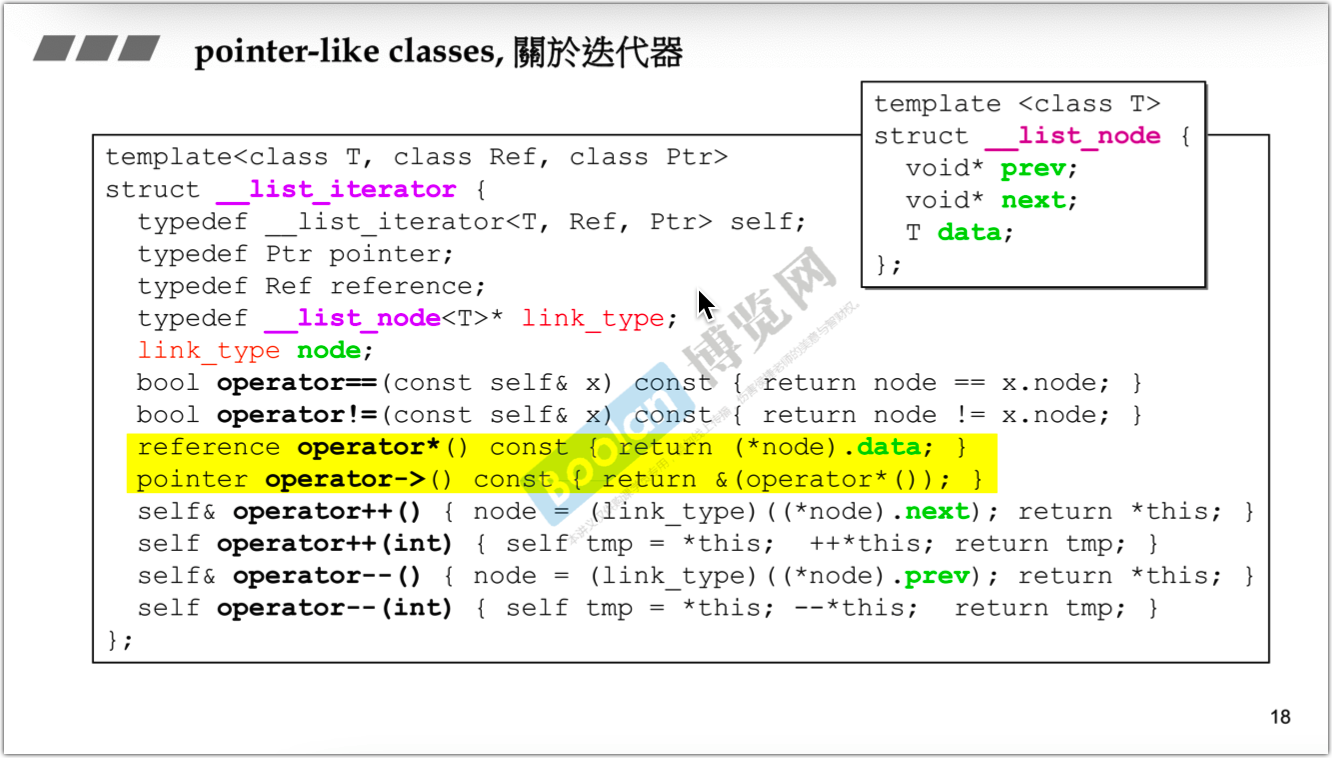 pointer-like classes, 關於迭代器
template <class T>
struct __list_node {
  void* prev;
  void* next;
  T data;
};
template<class T, class Ref, class Ptr>
struct __list_iterator {
  typedef __list_iterator<T, Ref, Ptr> self;
  typedef Ptr pointer;
  typedef Ref reference;
  typedef __list_node<T>* link_type;
  link_type node;
  bool operator==(const self& x) const { return node == x.node; }
  bool operator!=(const self& x) const { return node != x.node; }
  reference operator*() const { return (*node).data; }
  pointer operator->() const { return &(operator*()); }
  self& operator++() { node = (link_type)((*node).next); return *this; }
  self operator++(int) { self tmp = *this;  ++*this; return tmp; }
  self& operator--() { node = (link_type)((*node).prev); return *this; }
  self operator--(int) { self tmp = *this; --*this;  return tmp; }
};
Boolan 博览网
18